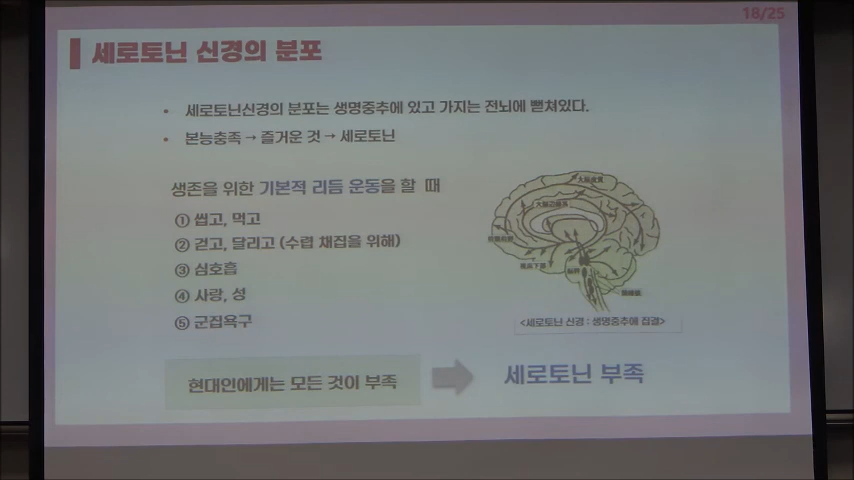 18/25
세로토닌 신경의 분포
• 세로토닌신경의 분포는 생명중추에 있고 가지는 전뇌에 뻗쳐있다.
• 본능충족 → 즐거운 것 → 세로토닌
생존을 위한 기본적 리듬 운동을 할 때
① 씹고, 먹고
② 걷고, 달리고 (수렵 채집을 위해)
③ 심호흡
④ 사랑, 성
⑤ 군집욕구
<세로토닌 신경 : 생명중추에 집결>
현대인에게는 모든 것이 부족
세로토닌 부족